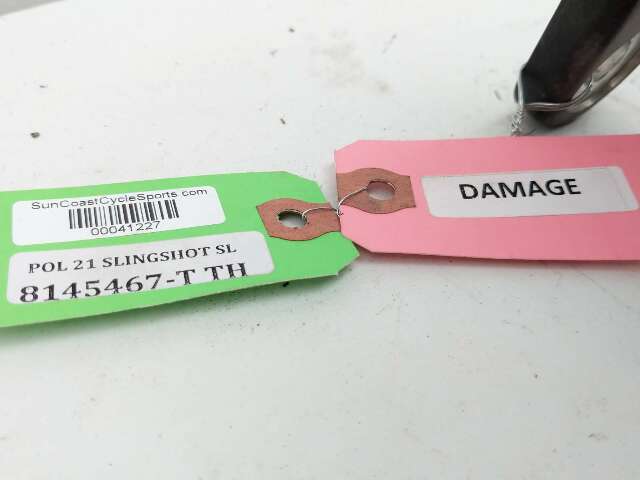 SunCoastCycleSports.com
00041227
POL 21 SLINGSHOT SL
8145467-T TH
DAMAGE